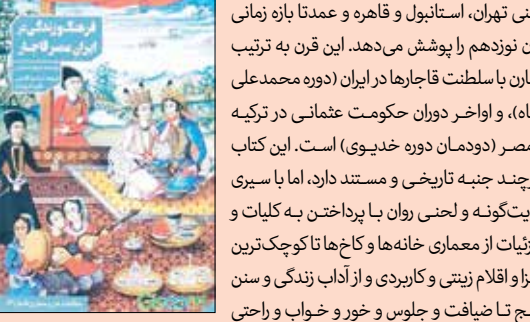 فرهنگ و زندگی در
ایران عصر قاجار
نی تهران، استانبول و قاهره و عمدتا بازه زمانی
ن نوزدهم را پوشش می‌دهد. این قرن به ترتیب
ارن با سلطنت قاجارها در ایران (دوره محمدعلی
اه)، و اواخر دوران حکومت عثمانی در ترکیه
مصر (دودمان دوره خدیوی) است. این کتاب
چند جنبه تاریخی و مستند دارد، اما با سیری
یت‌گونه و لحنی روان با پرداختن به کلیات و
زئیات از معماری خانه‌ها و کاخ‌ها تا کوچک‌ترین
زا و اقلام زینتی و کاربردی و از آداب زندگی و سنن
یج تا ضیافت و جلوس و خور و خواب و راحتی